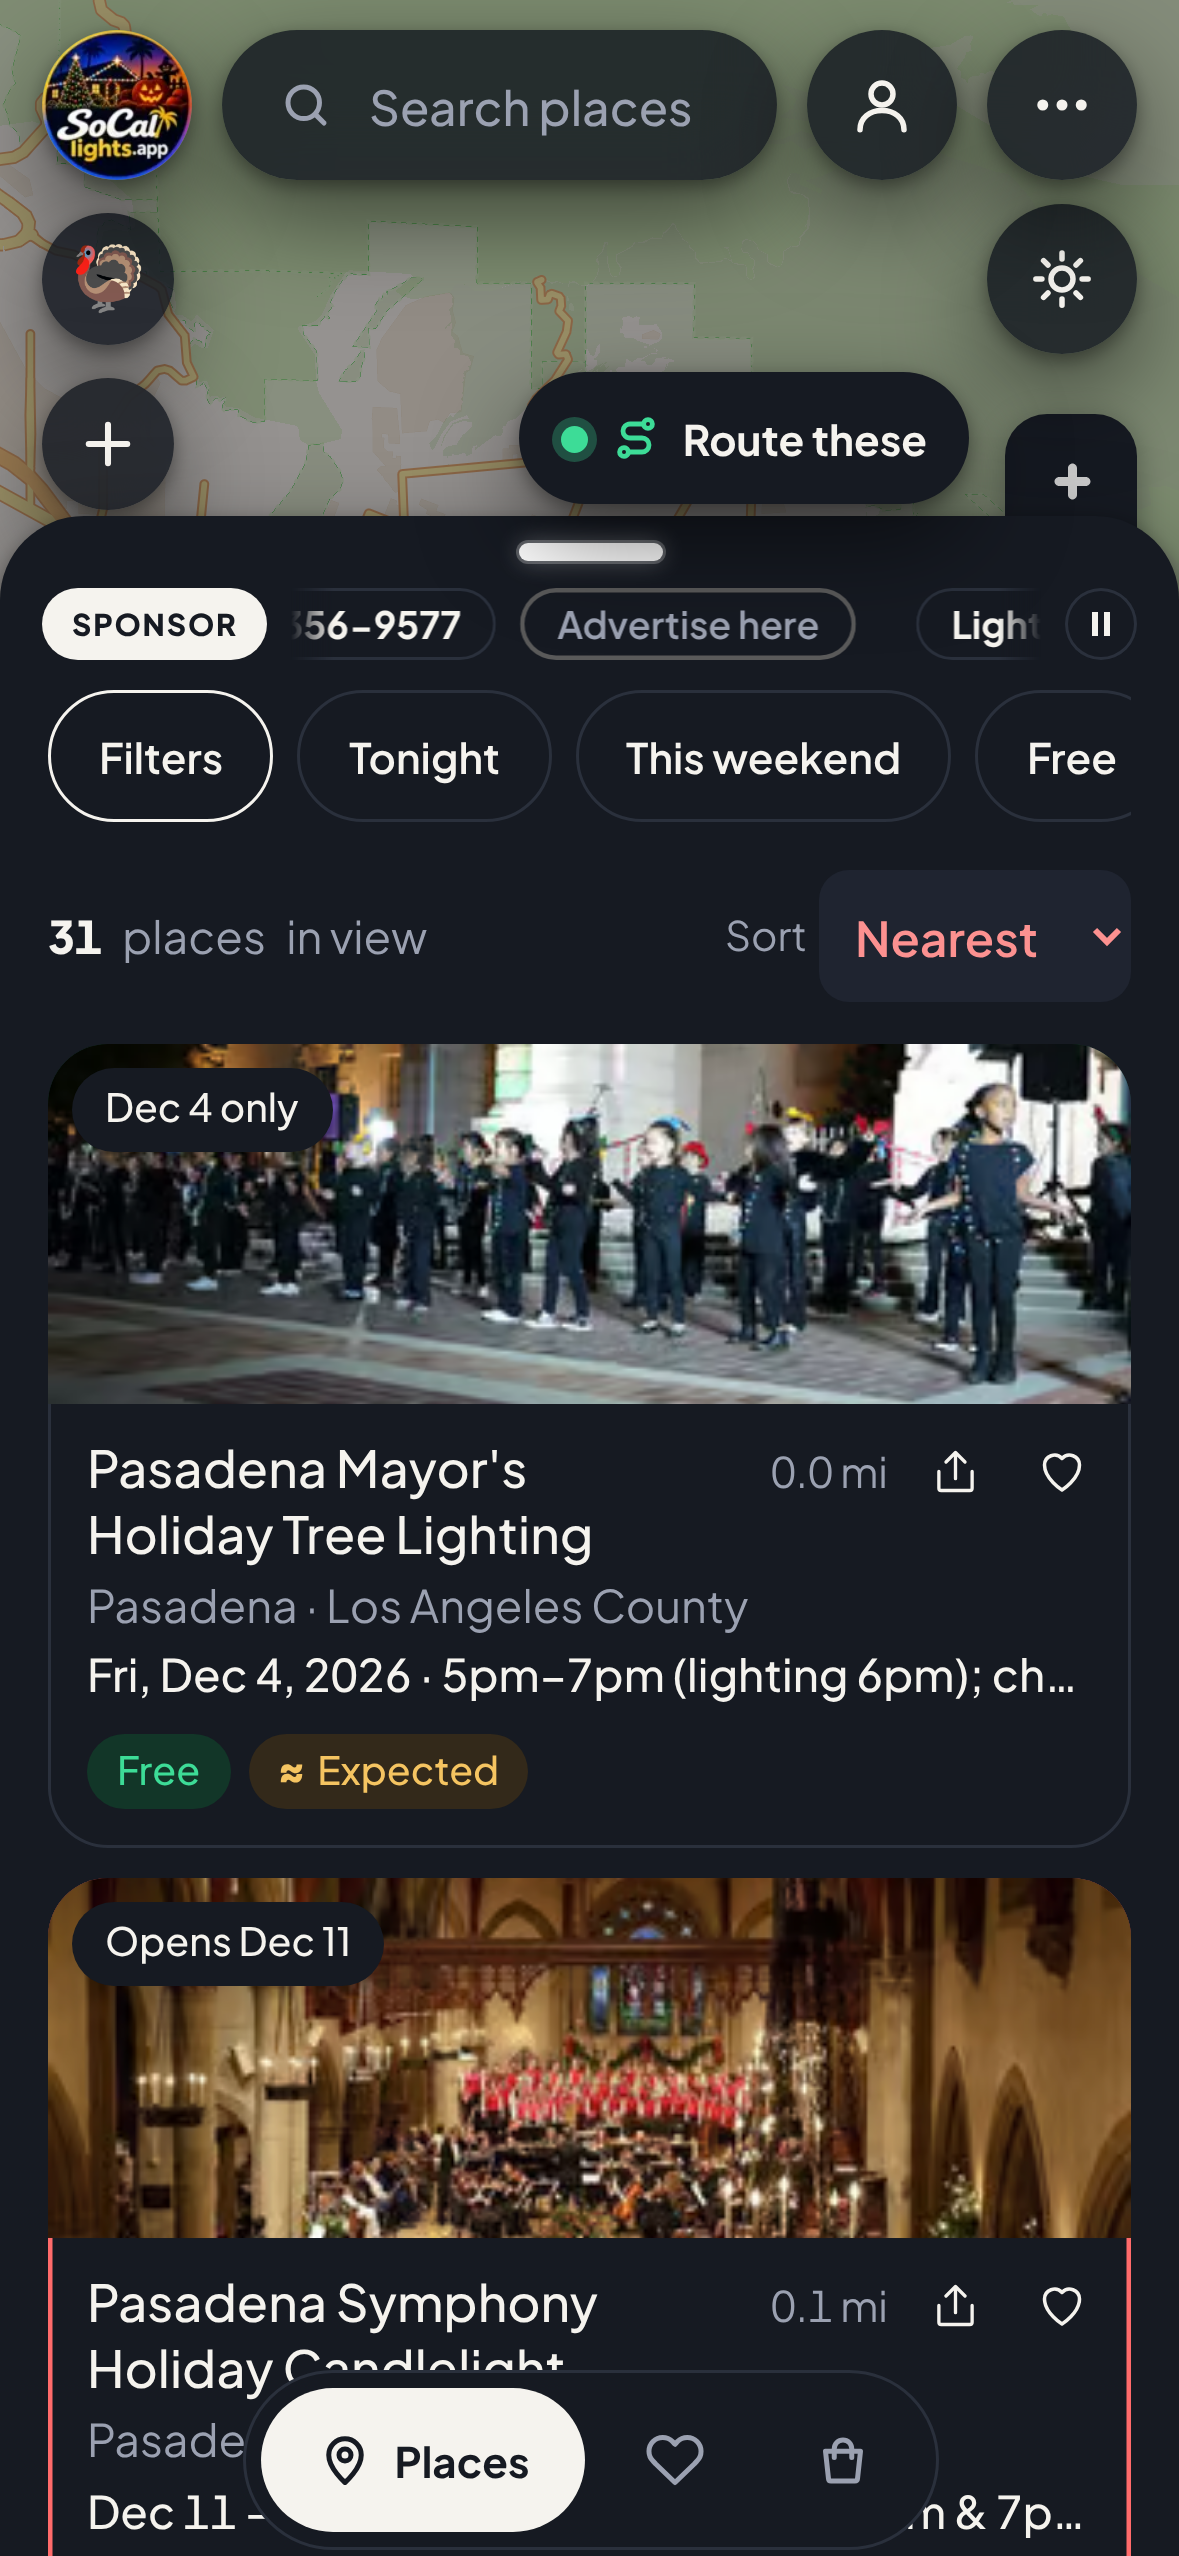 SoCal
lights.app
Search places
Route these
SPONSOR
356-9577
Advertise here
Light
Filters
Tonight
This weekend
Free
31 places in view
Sort
Nearest
Dec 4 only
Pasadena Mayor's
Holiday Tree Lighting
0.0 mi
Pasadena · Los Angeles County
Fri, Dec 4, 2026 · 5pm–7pm (lighting 6pm); ch...
Free
≈ Expected
Opens Dec 11
Pasadena Symphony
Holiday Candlelight
0.1 mi
Pasade
Places
Dec 11 –
m & 7p...